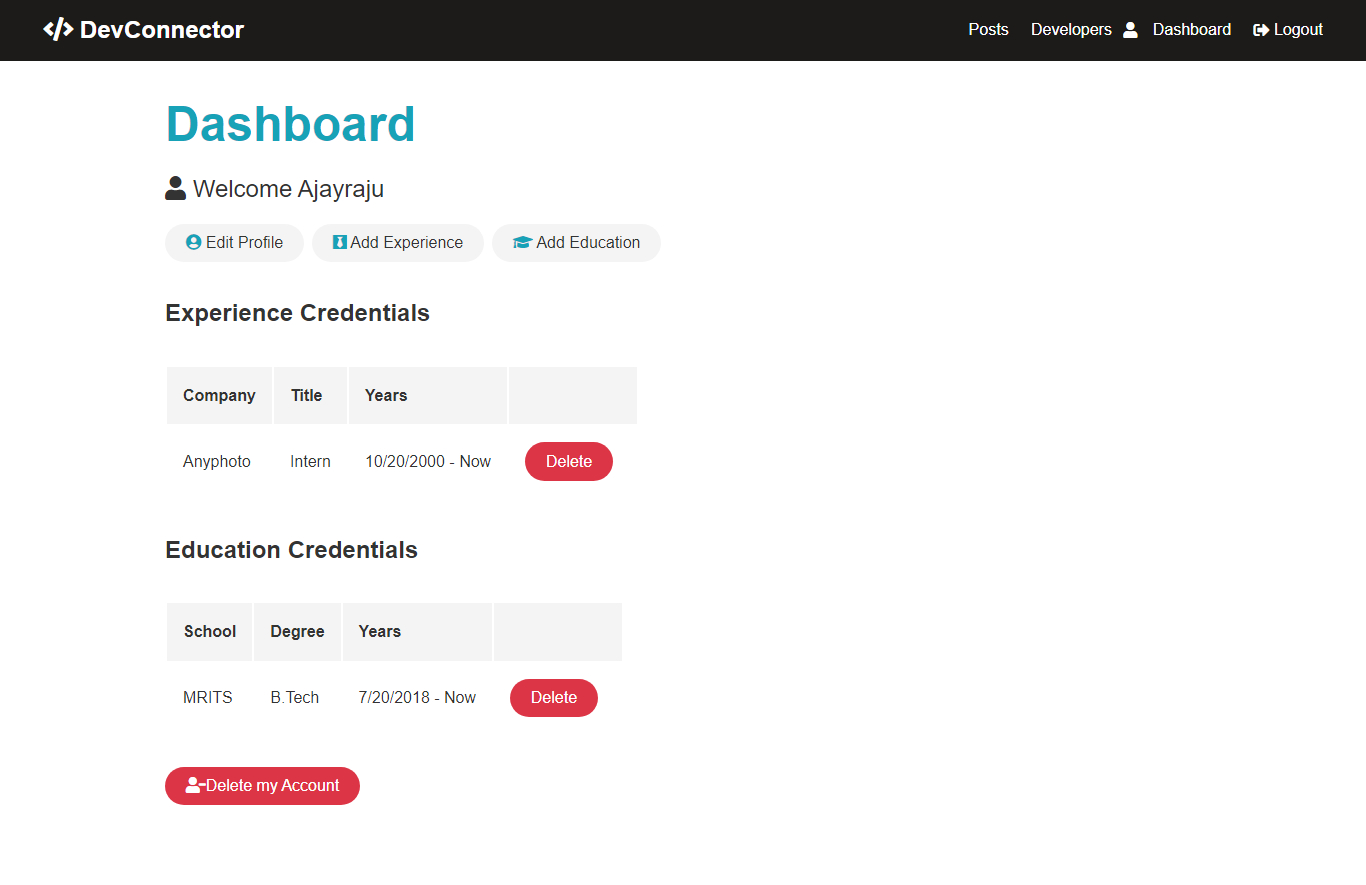 DevConnector Posts Developers Dashboard Logout
Dashboard
Welcome Ajayraju
Edit Profile Add Experience Add Education
Experience Credentials
Company Title Years
Anyphoto Intern 10/20/2000 - Now Delete
Education Credentials
School Degree Years
MRITS B.Tech 7/20/2018 - Now Delete
Delete my Account